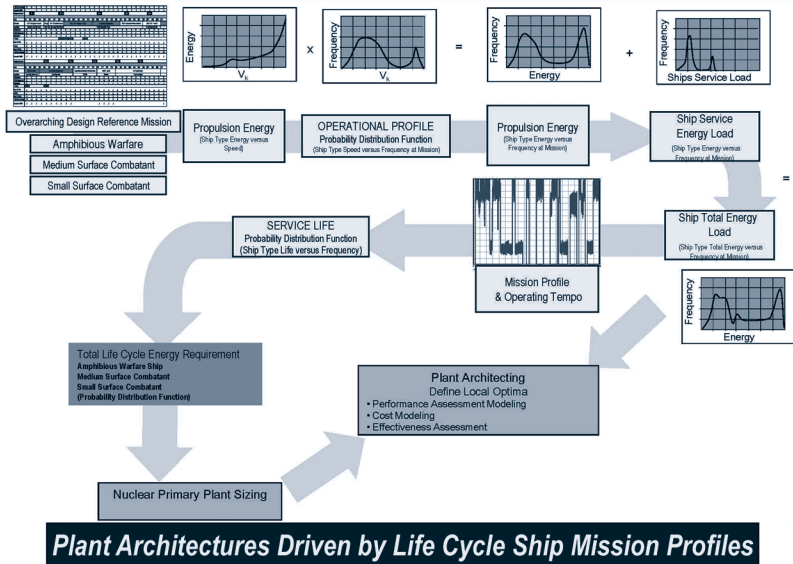 Energy
V k
x
Frequency
V k
=
Frequency
Energy
+
Frequency
Ships Service Load
Overarching Design Reference Mission
Amphibious Warfare
Medium Surface Combatant
Small Surface Combatant
Propulsion Energy
(Ship Type Energy versus
Speed)
OPERATIONAL PROFILE
Probability Distribution Function
(Ship Type Speed versus Frequency at Mission)
Propulsion Energy
(Ship Type Energy versus
Frequency at Mission)
Ship Service
Energy Load
(Ship Type Energy versus
Frequency at Mission)
=
SERVICE LIFE
Probability Distribution Function
(Ship Type Life versus Frequency)
Mission Profile
& Operating Tempo
Ship Total Energy
Load
(Ship Type Total Energy versus
Frequency at Mission)
Frequency
Energy
Total Life Cycle Energy Requirement
Amphibious Warfare Ship
Medium Surface Combatant
Small Surface Combatant
(Probability Distribution Function)
Plant Architecting
Define Local Optima
• Performance Assessment Modeling
• Cost Modeling
• Effectiveness Assessment
Nuclear Primary Plant Sizing
Plant Architectures Driven by Life Cycle Ship Mission Profiles